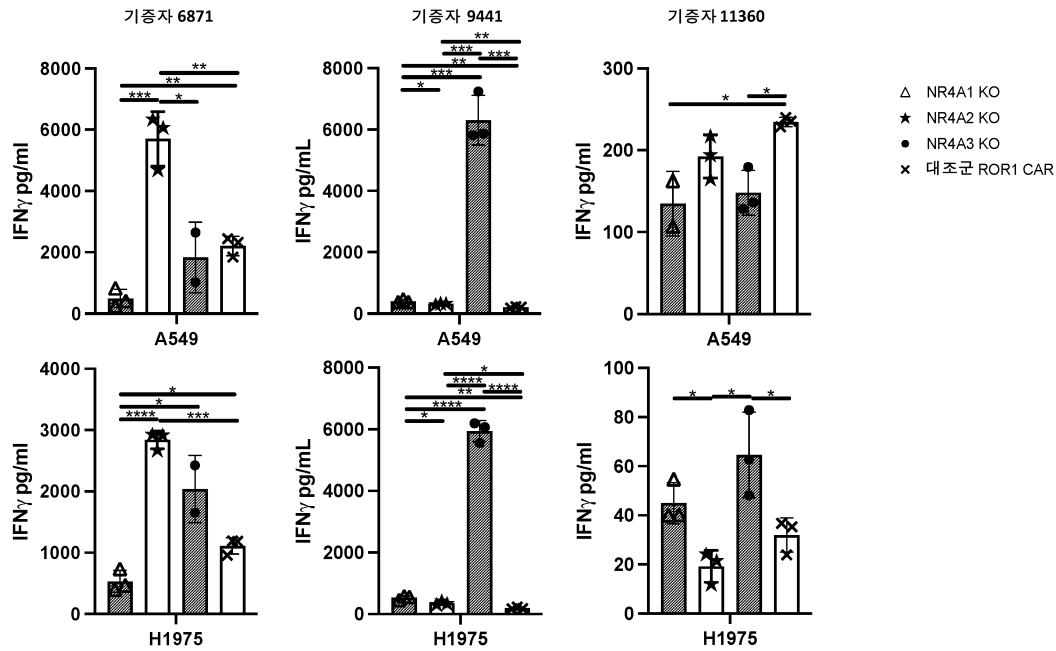 기증자 6871
기증자 9441
기증자 11360
8000
6000
4000
2000
0
IFNγ pg/ml
***
**
**
*
A549
8000
6000
4000
2000
0
IFNγ pg/mL
**
***
***
**
***
*
A549
300
200
100
0
IFNγ pg/ml
*
*
A549
NR4A1 KO
NR4A2 KO
NR4A3 KO
대조군 ROR1 CAR
4000
3000
2000
1000
0
IFNγ pg/ml
*
*
****
***
H1975
8000
6000
4000
2000
0
IFNγ pg/mL
*
****
****
**
****
*
H1975
100
80
60
40
20
0
IFNγ pg/ml
*
*
*
H1975